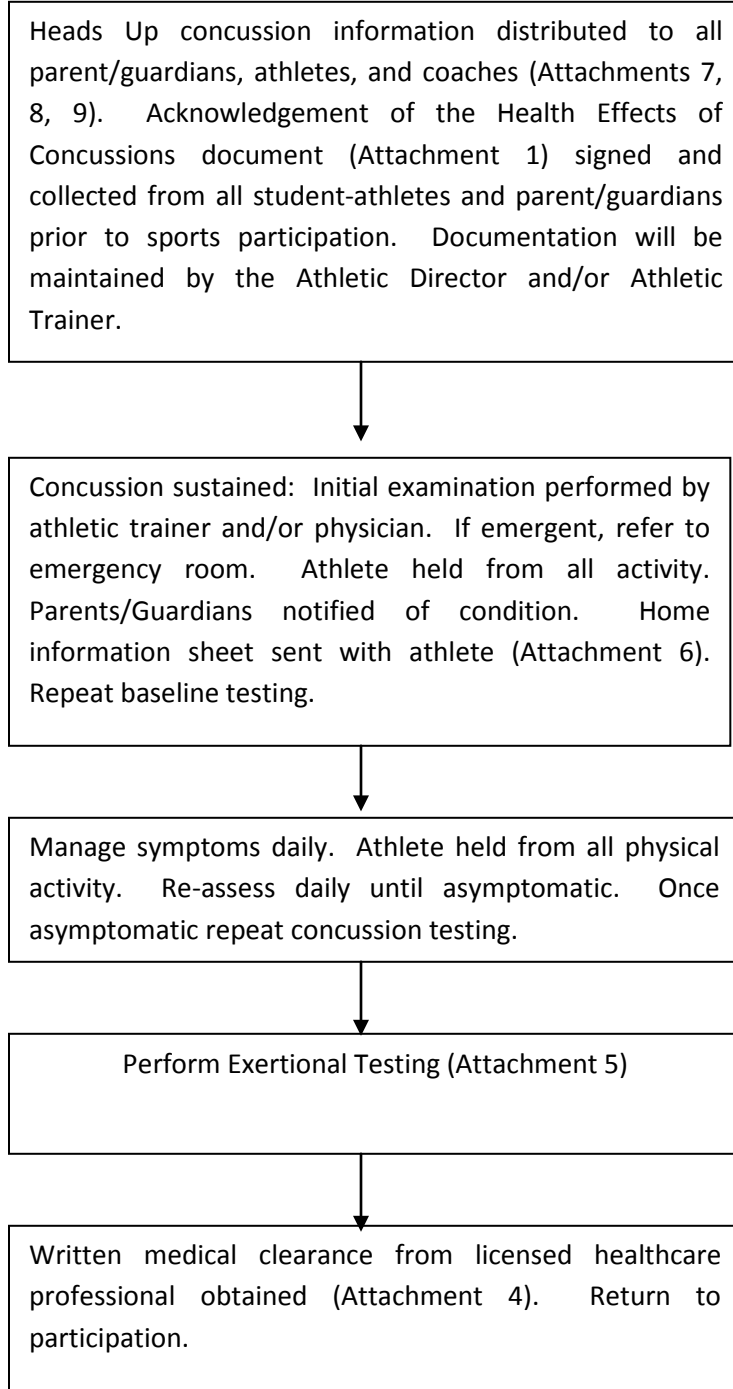 Heads Up concussion information distributed to all
parent/guardians, athletes, and coaches (Attachments 7,
8, 9). Acknowledgement of the Health Effects of
Concussions document (Attachment 1) signed and
collected from all student-athletes and parent/guardians
prior to sports participation. Documentation will be
maintained by the Athletic Director and/or Athletic
Trainer.
Concussion sustained: Initial examination performed by
athletic trainer and/or physician. If emergent, refer to
emergency room. Athlete held from all activity.
Parents/Guardians notified of condition. Home
information sheet sent with athlete (Attachment 6).
Repeat baseline testing.
Manage symptoms daily. Athlete held from all physical
activity. Re-assess daily until asymptomatic. Once
asymptomatic repeat concussion testing.
Perform Exertional Testing (Attachment 5)
Written medical clearance from licensed healthcare
professional obtained (Attachment 4). Return to
participation.